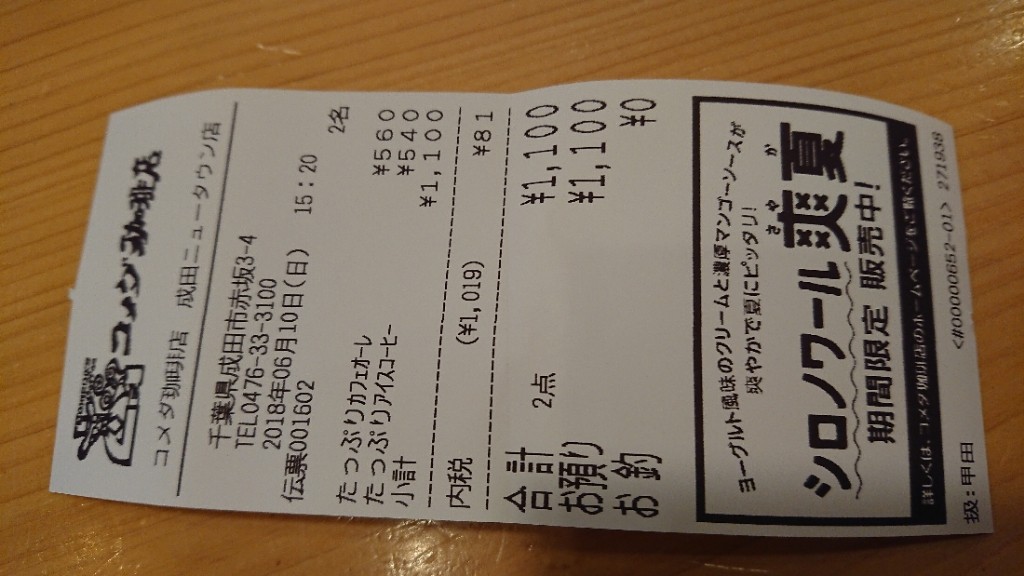 コメダ珈琲店
コメダ珈琲店 成田ニュータウン店
千葉県成田市赤坂3-4
TEL0476-33-3100
2018年06月10日(日) 15:20
伝票001602 2名
たっぷりカフェオーレ ¥560
たっぷりアイスコーヒー ¥540
小計 ¥1,100
内税 (¥1,019) ¥81
合計 2点 ¥1,100
お預り ¥1,100
お釣 ¥0
ヨーグルト風味のクリームと濃厚マンゴーソースが
爽やかで夏にピッタリ!
シロノワール 爽夏
さや か
期間限定 販売中!
詳しくは、コメダ珈琲店のホームページをご覧ください。
<#000000652-01> 271938
扱:甲田